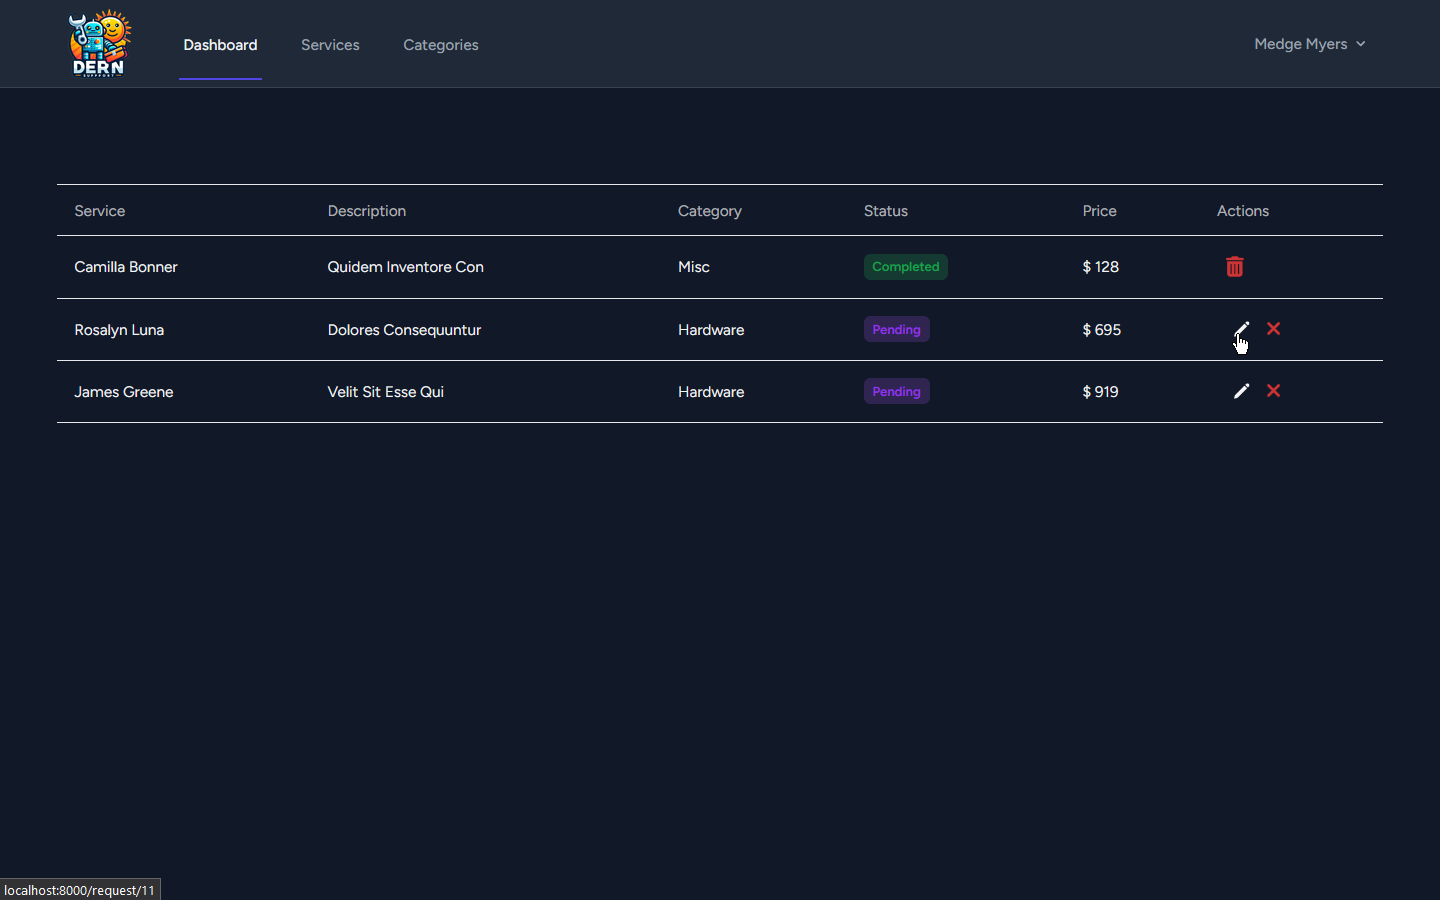 DERN
SUPPPORT
Dashboard Services Categories Medge Myers
Service Description Category Status Price Actions
Camilla Bonner Quidem Inventore Con Misc Completed $ 128
Rosalyn Luna Dolores Consequuntur Hardware Pending $ 695
James Greene Velit Sit Esse Qui Hardware Pending $ 919
localhost:8000/request/11